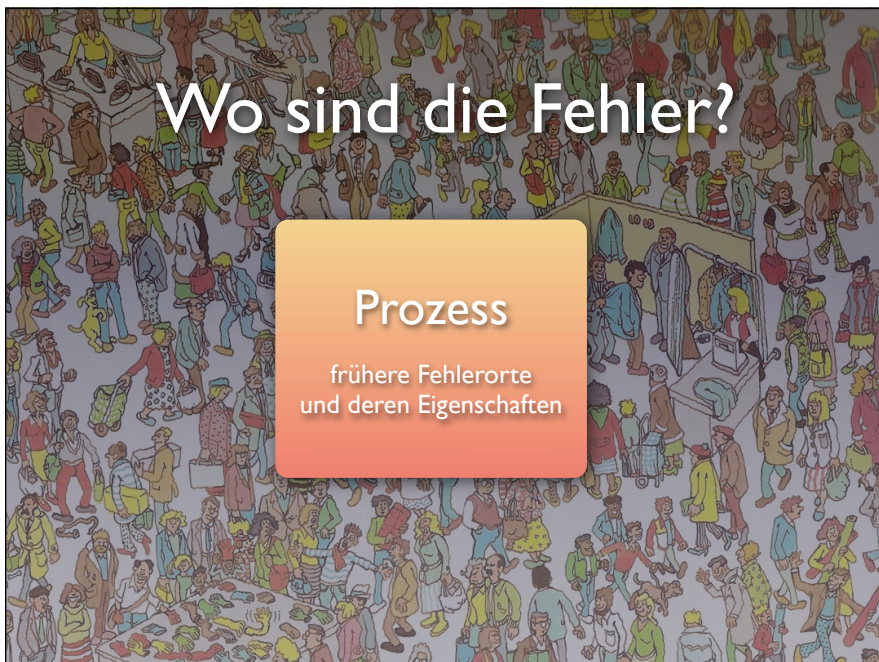 Wo sind die Fehler?
Prozess
frühere Fehlerorte
und deren Eigenschaften